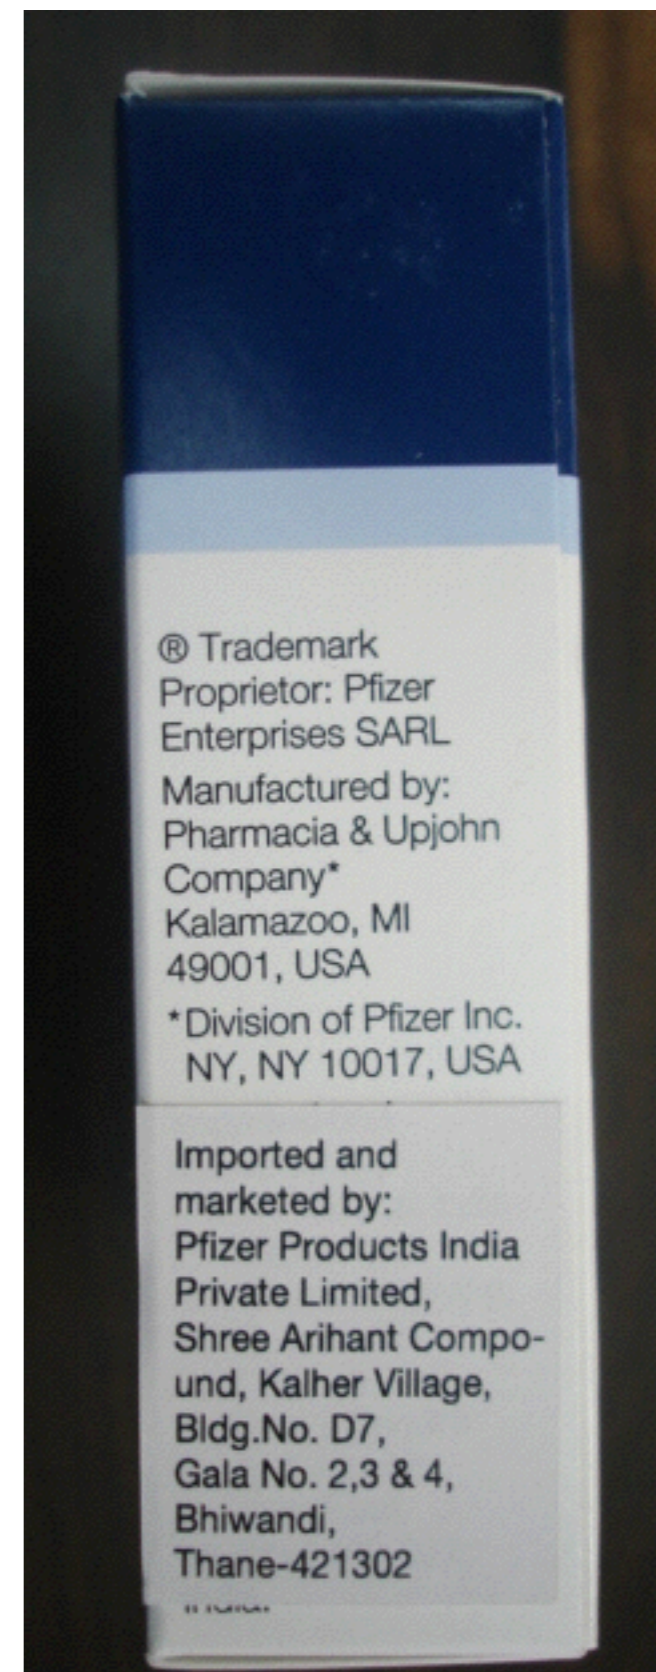 ® Trademark
Proprietor: Pfizer
Enterprises SARL
Manufactured by:
Pharmacia & Upjohn
Company*
Kalamazoo, MI
49001, USA
*Division of Pfizer Inc.
NY, NY 10017, USA
Imported and
marketed by:
Pfizer Products India
Private Limited,
Shree Arihant Compo-
und, Kalher Village,
Bldg.No. D7,
Gala No. 2,3 & 4,
Bhiwandi,
Thane-421302